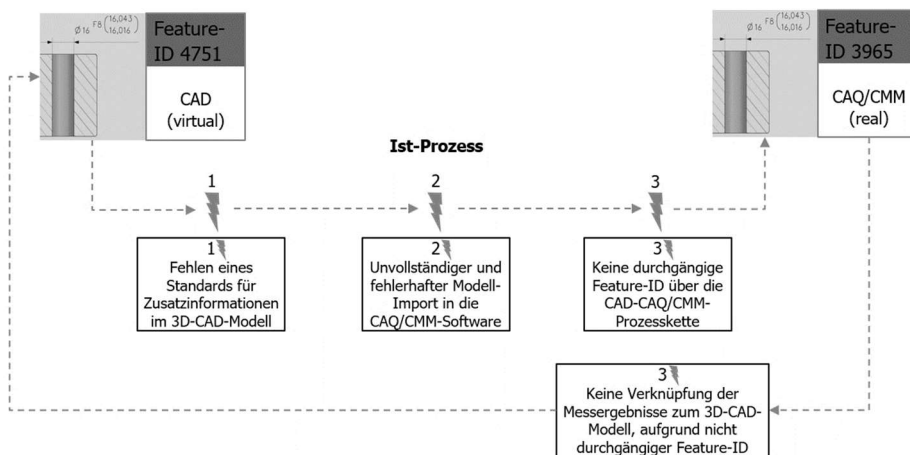 Ø16 F8 (16,043
16,016)
Feature-
ID 4751
CAD
(virtual)
Ø16 F8 (16,043
16,016)
Feature-
ID 3965
CAQ/CMM
(real)
Ist-Prozess
1
2
3
1
Fehlen eines
Standards für
Zusatzinformationen
im 3D-CAD-Modell
2
Unvollständiger und
fehlerhafter Modell-
Import in die
CAQ/CMM-Software
3
Keine durchgängige
Feature-ID über die
CAD-CAQ/CMM-
Prozesskette
3
Keine Verknüpfung der
Messergebnisse zum 3D-CAD-
Modell, aufgrund nicht
durchgängiger Feature-ID